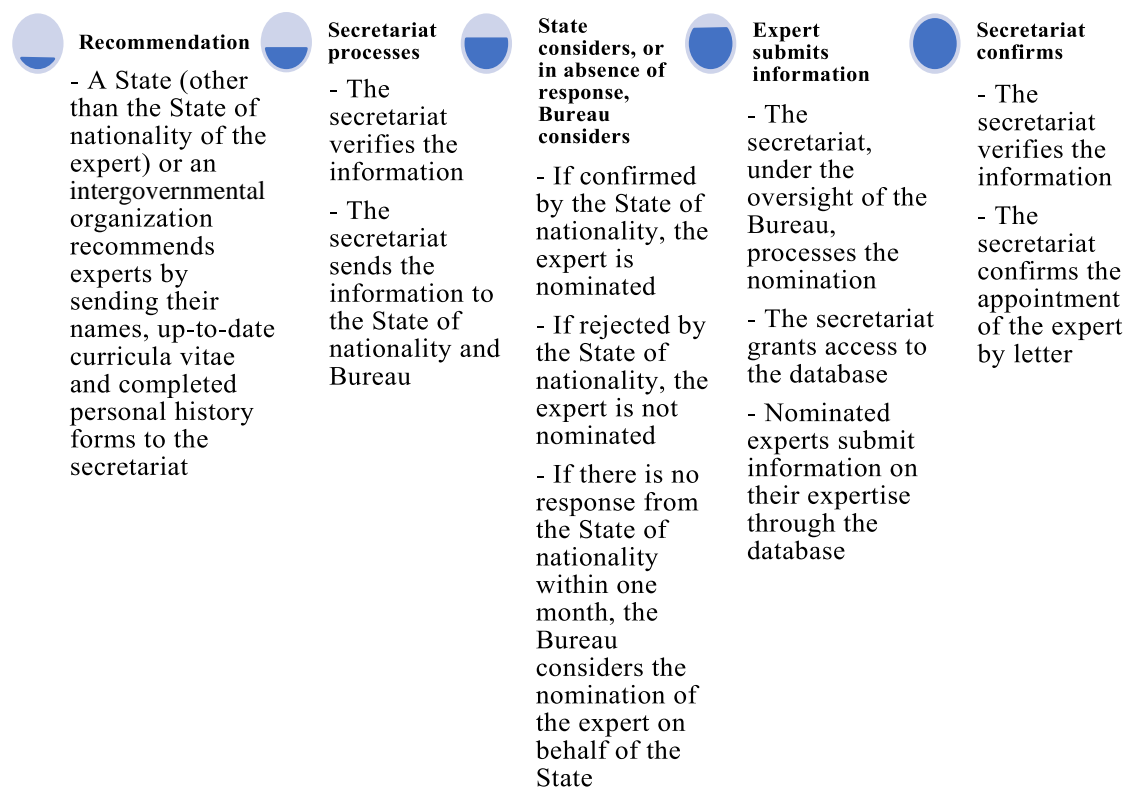 Recommendation
- A State (other
than the State of
nationality of the
expert) or an
intergovernmental
organization
recommends
experts by
sending their
names, up-to-date
curricula vitae
and completed
personal history
forms to the
secretariat
Secretariat
processes
- The
secretariat
verifies the
information
- The
secretariat
sends the
information to
the State of
nationality and
Bureau
State
considers, or
in absence of
response,
Bureau
considers
- If confirmed
by the State of
nationality, the
expert is
nominated
- If rejected by
the State of
nationality, the
expert is not
nominated
- If there is no
response from
the State of
nationality
within one
month, the
Bureau
considers the
nomination of
the expert on
behalf of the
State
Expert
submits
information
- The
secretariat,
under the
oversight of the
Bureau,
processes the
nomination
- The secretariat
grants access to
the database
- Nominated
experts submit
information on
their expertise
through the
database
Secretariat
confirms
- The
secretariat
verifies the
information
- The
secretariat
confirms the
appointment
of the expert
by letter